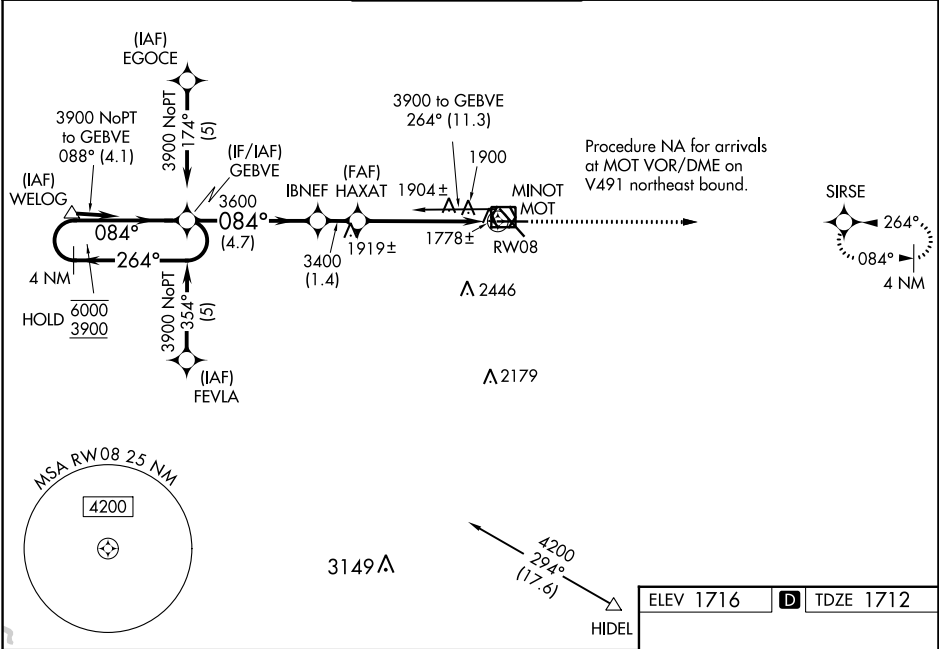 (IAF)
EGOCE
3900 NoPT
174°
(5)
3900 NoPT
to GEBVE
088° (4.1)
(IAF)
WELOG
(IF/IAF)
GEBVE
3600
084°
(4.7)
084°
264°
4 NM
HOLD
6000
3900
3900 NoPT
354°
(5)
(IAF)
FEVLA
IBNEF
(FAF)
HAXAT
3400
(1.4)
1919±
3900 to GEBVE
264° (11.3)
1904±
1900
1778±
MINOT
MOT
RW08
Procedure NA for arrivals
at MOT VOR/DME on
V491 northeast bound.
SIRSE
264°
084°
4 NM
2446
2179
MSA RW08 25 NM
4200
3149
4200
294°
(17.6)
HIDEL
ELEV 1716 D TDZE 1712